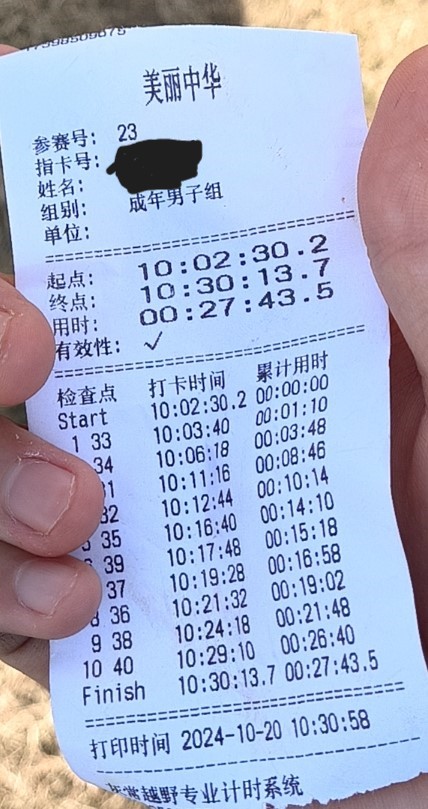 美丽中华
参赛号: 23
指卡号:
姓名:
组别: 成年男子组
单位:
起点: 10:02:30.2
终点: 10:30:13.7
用时: 00:27:43.5
有效性: ✓
检查点 打卡时间 累计用时
Start 10:02:30.2 00:00:00
1 33 10:03:40 00:01:10
34 10:06:18 00:03:48
31 10:11:16 00:08:46
32 10:12:44 00:10:14
35 10:16:40 00:14:10
39 10:17:48 00:15:18
37 10:19:28 00:16:58
8 36 10:21:32 00:19:02
9 38 10:24:18 00:21:48
10 40 10:29:10 00:26:40
Finish 10:30:13.7 00:27:43.5
打印时间 2024-10-20 10:30:58
越野专业计时系统